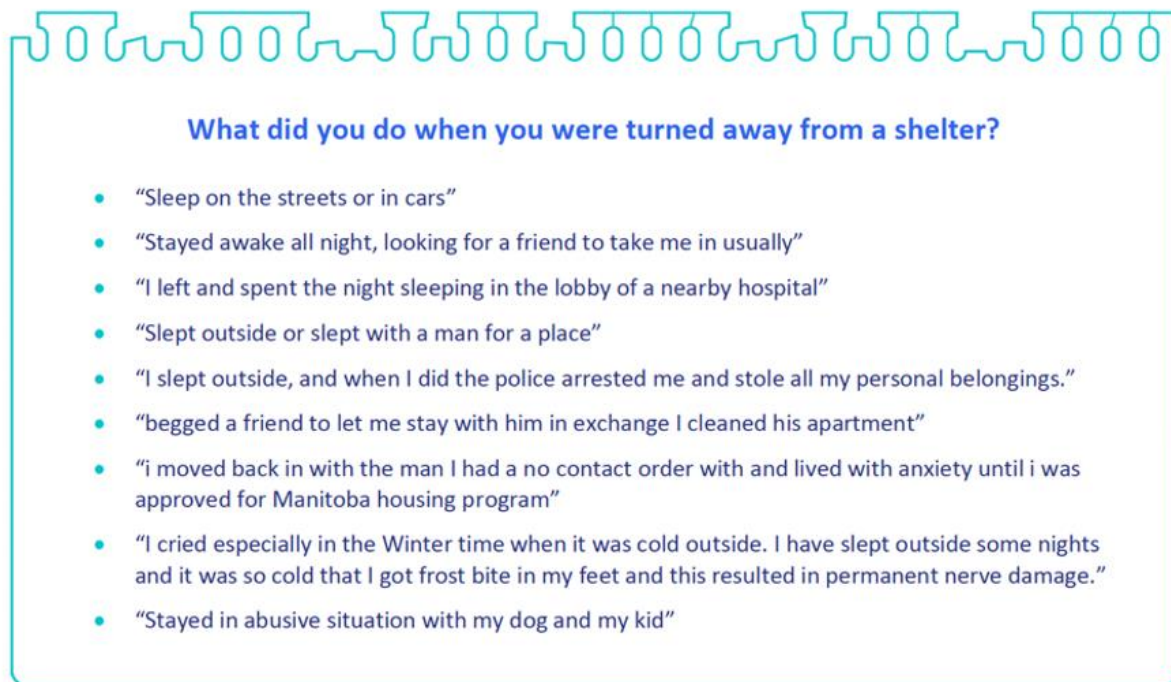 What did you do when you were turned away from a shelter?
• “Sleep on the streets or in cars”
• “Stayed awake all night, looking for a friend to take me in usually”
• “I left and spent the night sleeping in the lobby of a nearby hospital”
• “Slept outside or slept with a man for a place”
• “I slept outside, and when I did the police arrested me and stole all my personal belongings.”
• “begged a friend to let me stay with him in exchange I cleaned his apartment”
• “i moved back in with the man I had a no contact order with and lived with anxiety until i was
approved for Manitoba housing program”
• “I cried especially in the Winter time when it was cold outside. I have slept outside some nights
and it was so cold that I got frost bite in my feet and this resulted in permanent nerve damage.”
• “Stayed in abusive situation with my dog and my kid”